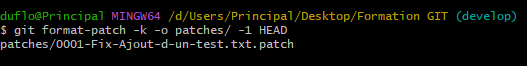 duflo@Principal MINGW64 /d/Users/Principal/Desktop/Formation GIT (develop)
$ git format-patch -k -o patches/ -1 HEAD
patches/0001-Fix-Ajout-d-un-test.txt.patch